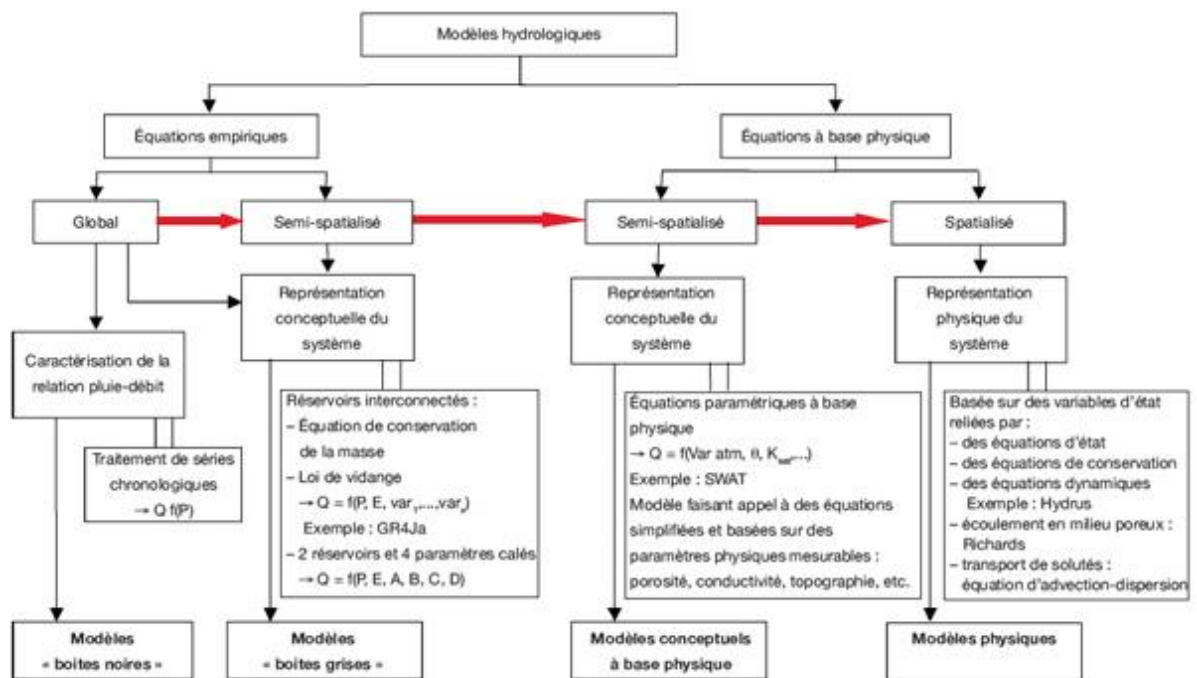 Modèles hydrologiques
Équations empiriques
Équations à base physique
Global
Semi-spatialisé
Semi-spatialisé
Spatialisé
Caractérisation de la
relation pluie-débit
Représentation
conceptuelle du
système
Représentation
conceptuelle du
système
Représentation
physique du
système
Traitement de séries
chronologiques
→ Q f(P)
Réservoirs interconnectés :
– Équation de conservation
de la masse
– Loi de vidange
→ Q = f(P, E, var₁,...,varₙ)
Exemple : GR4Ja
– 2 réservoirs et 4 paramètres calés
→ Q = f(P, E, A, B, C, D)
Équations paramétriques à base
physique
→ Q = f(Var atm, θ, Ksat,...)
Exemple : SWAT
Modèle faisant appel à des équations
simplifiées et basées sur des
paramètres physiques mesurables :
porosité, conductivité, topographie, etc.
Basée sur des variables d'état
reliées par :
– des équations d'état
– des équations de conservation
– des équations dynamiques
Exemple : Hydrus
– écoulement en milieu poreux :
Richards
– transport de solutés :
équation d'advection-dispersion
Modèles
« boites noires »
Modèles
« boites grises »
Modèles conceptuels
à base physique
Modèles physiques